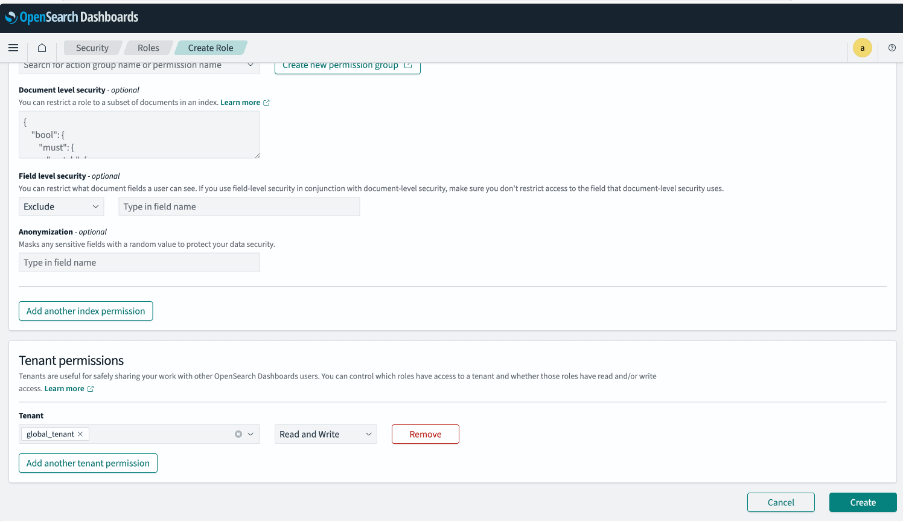 OpenSearch Dashboards
Security
Roles
Create Role
a
Search for action group name or permission name
Create new permission group
Document level security - optional
You can restrict a role to a subset of documents in an index. Learn more
{
"bool": {
"must": {
Field level security - optional
You can restrict what document fields a user can see. If you use field-level security in conjunction with document-level security, make sure you don't restrict access to the field that document-level security uses.
Exclude
Type in field name
Anonymization - optional
Masks any sensitive fields with a random value to protect your data security.
Type in field name
Add another index permission
Tenant permissions
Tenants are useful for safely sharing your work with other OpenSearch Dashboards users. You can control which roles have access to a tenant and whether those roles have read and/or write
access. Learn more
Tenant
global_tenant
Read and Write
Remove
Add another tenant permission
Cancel
Create